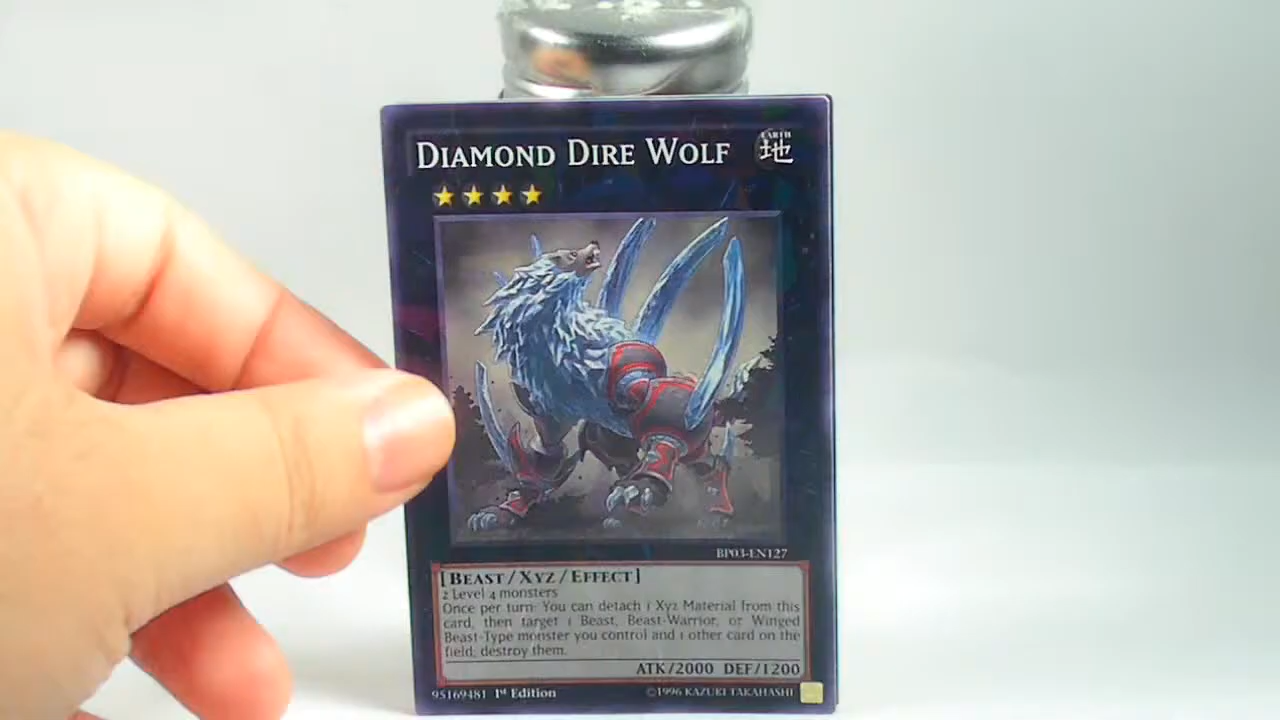 DIAMOND DIRE WOLF
EARTH
地
BP03-EN127
[BEAST/XYZ/EFFECT]
2 Level 4 monsters
Once per turn: You can detach 1 Xyz Material from this
card, then target 1 Beast, Beast-Warrior, or Winged
Beast-Type monster you control and 1 other card on the
field; destroy them.
ATK/2000 DEF/1200
95169481 1st Edition
©1996 KAZUKI TAKAHASHI